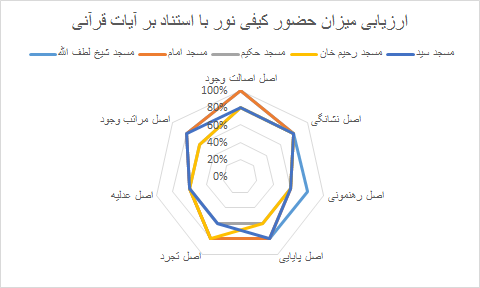 ارزیابی میزان حضور کیفی نور با استناد بر آیات قرآنی
مسجد شیخ لطف الله مسجد امام مسجد حکیم مسجد رحیم خان مسجد سید
اصل اصالت وجود
100%
80%
60%
40%
20%
0%
اصل نشانگی
اصل رهنمونی
اصل پایایی
اصل تجرد
اصل عدلیه
اصل مراتب وجود